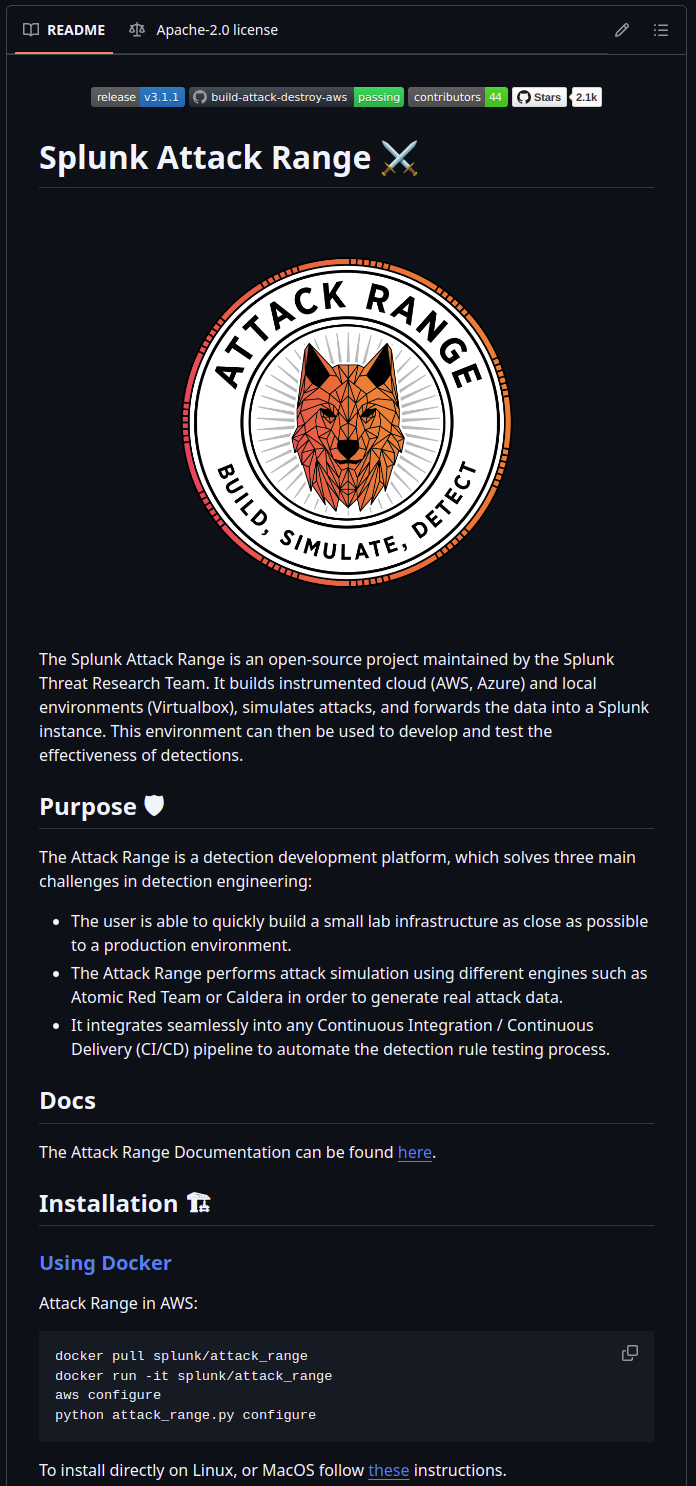 README
Apache-2.0 license
release v3.1.1
build-attack-destroy-aws passing
contributors 44
Stars 2.1k
Splunk Attack Range ⚔️
ATTACK RANGE
BUILD, SIMULATE, DETECT
The Splunk Attack Range is an open-source project maintained by the Splunk
Threat Research Team. It builds instrumented cloud (AWS, Azure) and local
environments (Virtualbox), simulates attacks, and forwards the data into a Splunk
instance. This environment can then be used to develop and test the
effectiveness of detections.
Purpose 🛡
The Attack Range is a detection development platform, which solves three main
challenges in detection engineering:
• The user is able to quickly build a small lab infrastructure as close as possible
to a production environment.
• The Attack Range performs attack simulation using different engines such as
Atomic Red Team or Caldera in order to generate real attack data.
• It integrates seamlessly into any Continuous Integration / Continuous
Delivery (CI/CD) pipeline to automate the detection rule testing process.
Docs
The Attack Range Documentation can be found here.
Installation 🏗
Using Docker
Attack Range in AWS:
docker pull splunk/attack_range
docker run -it splunk/attack_range
aws configure
python attack_range.py configure
To install directly on Linux, or MacOS follow these instructions.